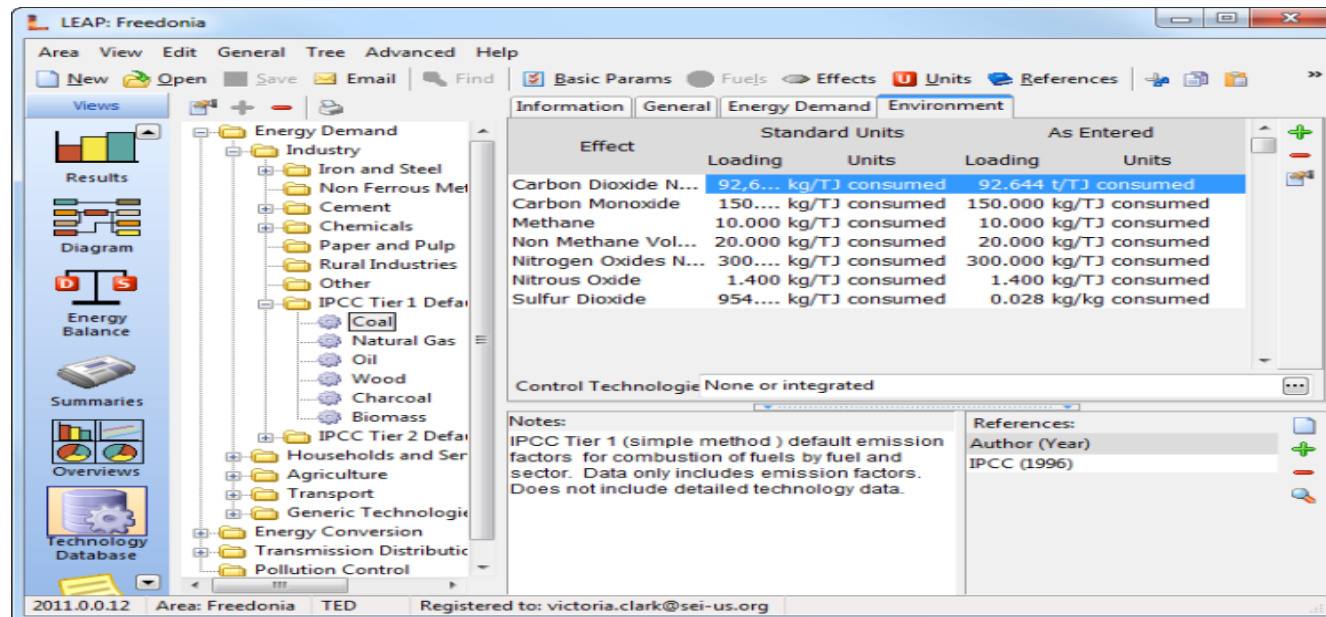 LEAP: Freedonia
Area View Edit General Tree Advanced Help
New Open Save Email Find Basic Params Fuels Effects Units References »
Views
Results
Diagram
Energy Balance
Summaries
Overviews
Technology Database
Energy Demand
Industry
Iron and Steel
Non Ferrous Met
Cement
Chemicals
Paper and Pulp
Rural Industries
Other
IPCC Tier 1 Defau
Coal
Natural Gas
Oil
Wood
Charcoal
Biomass
IPCC Tier 2 Defau
Households and Ser
Agriculture
Transport
Generic Technologie
Energy Conversion
Transmission Distributic
Pollution Control
Information General Energy Demand Environment
Effect Standard Units As Entered
Loading Units Loading Units
Carbon Dioxide N... 92,6... kg/TJ consumed 92.644 t/TJ consumed
Carbon Monoxide 150.... kg/TJ consumed 150.000 kg/TJ consumed
Methane 10.000 kg/TJ consumed 10.000 kg/TJ consumed
Non Methane Vol... 20.000 kg/TJ consumed 20.000 kg/TJ consumed
Nitrogen Oxides N... 300.... kg/TJ consumed 300.000 kg/TJ consumed
Nitrous Oxide 1.400 kg/TJ consumed 1.400 kg/TJ consumed
Sulfur Dioxide 954.... kg/TJ consumed 0.028 kg/kg consumed
Control Technologie None or integrated ...
Notes:
IPCC Tier 1 (simple method ) default emission
factors for combustion of fuels by fuel and
sector. Data only includes emission factors.
Does not include detailed technology data.
References:
Author (Year)
IPCC (1996)
2011.0.0.12 Area: Freedonia TED Registered to: victoria.clark@sei-us.org